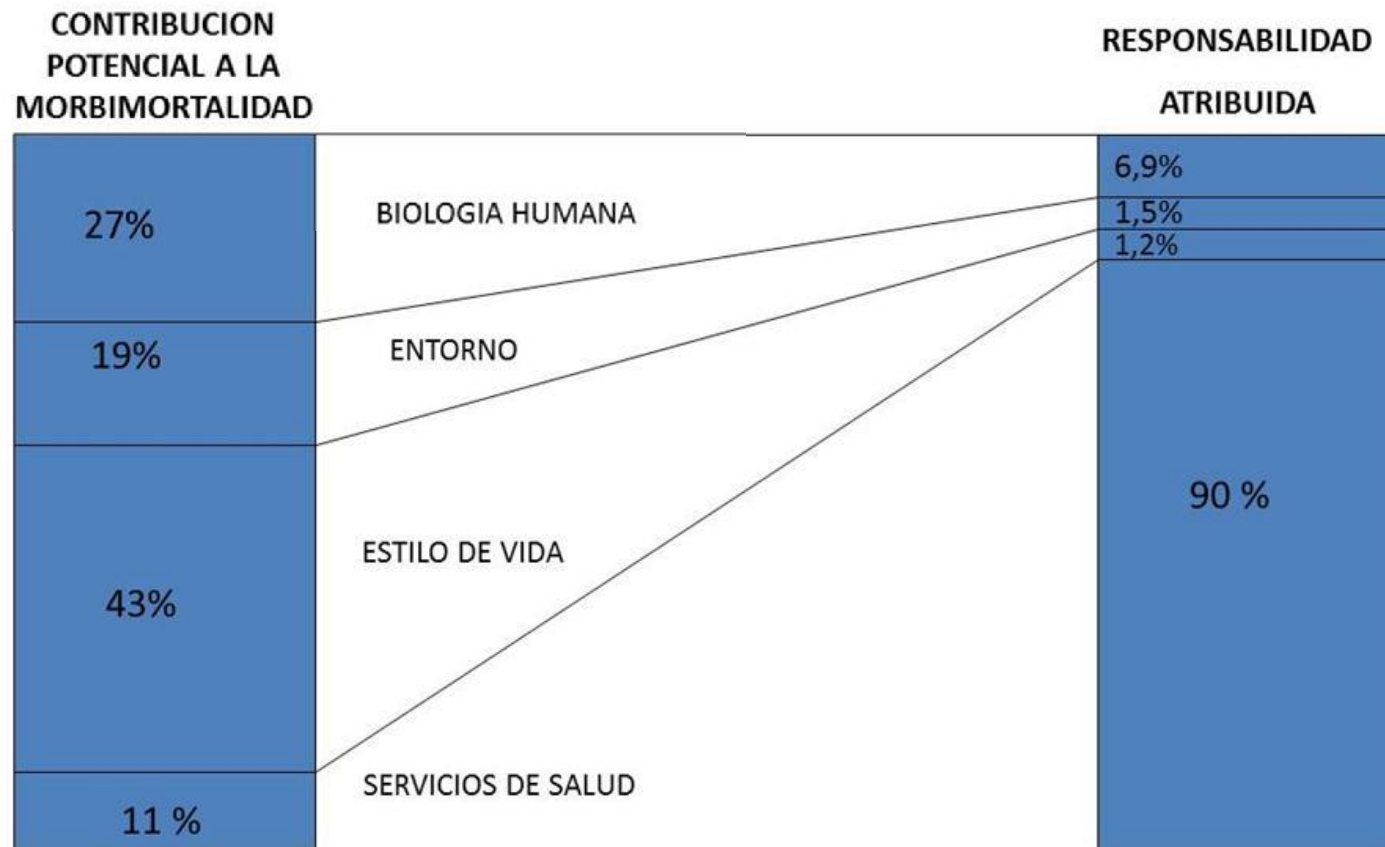 CONTRIBUCION
POTENCIAL A LA
MORBIMORTALIDAD
RESPONSABILIDAD
ATRIBUIDA
27%
BIOLOGIA HUMANA
6,9%
1,5%
1,2%
19%
ENTORNO
43%
ESTILO DE VIDA
90 %
11 %
SERVICIOS DE SALUD